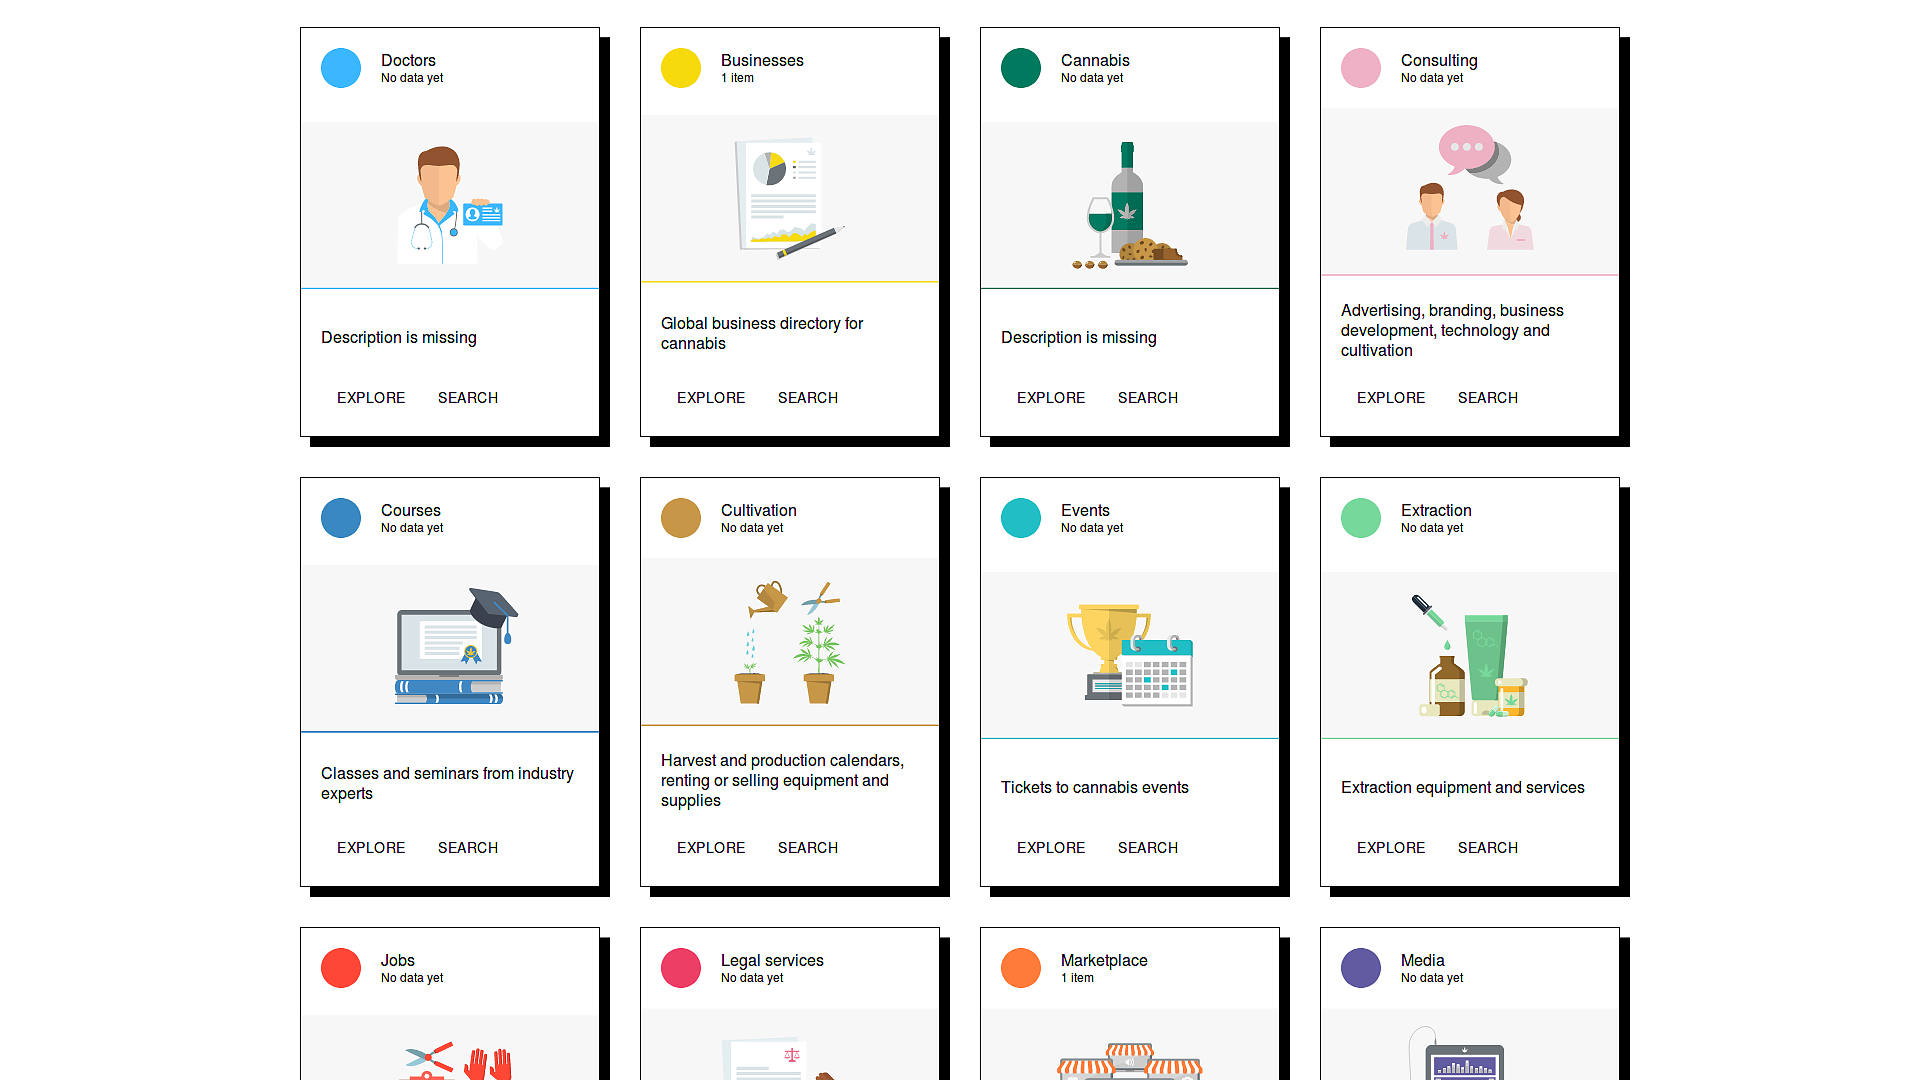 Doctors
No data yet
Description is missing
EXPLORE SEARCH
Businesses
1 item
Global business directory for
cannabis
EXPLORE SEARCH
Cannabis
No data yet
Description is missing
EXPLORE SEARCH
Consulting
No data yet
Advertising, branding, business
development, technology and
cultivation
EXPLORE SEARCH
Courses
No data yet
Classes and seminars from industry
experts
EXPLORE SEARCH
Cultivation
No data yet
Harvest and production calendars,
renting or selling equipment and
supplies
EXPLORE SEARCH
Events
No data yet
Tickets to cannabis events
EXPLORE SEARCH
Extraction
No data yet
Extraction equipment and services
EXPLORE SEARCH
Jobs
No data yet
Legal services
No data yet
Marketplace
1 item
Media
No data yet